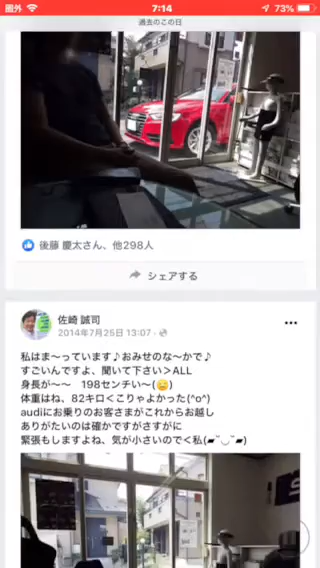 圏外
7:14
73%
過去のこの日
後藤 慶太さん、他298人
シェアする
佐崎 誠司
2014年7月25日 13:07 ·
私はま〜っています♪おみせのな〜かで♪
すごいんですよ、聞いて下さい＞ALL
身長が〜〜　198センチい〜(😑)
体重はね、82キロ＜こりゃよかった(^o^)
audiにお乗りのお客さまがこれからお越し
ありがたいのは確かですがさすがに
緊張もしますよね、気が小さいので＜私(▰˘◡˘▰)